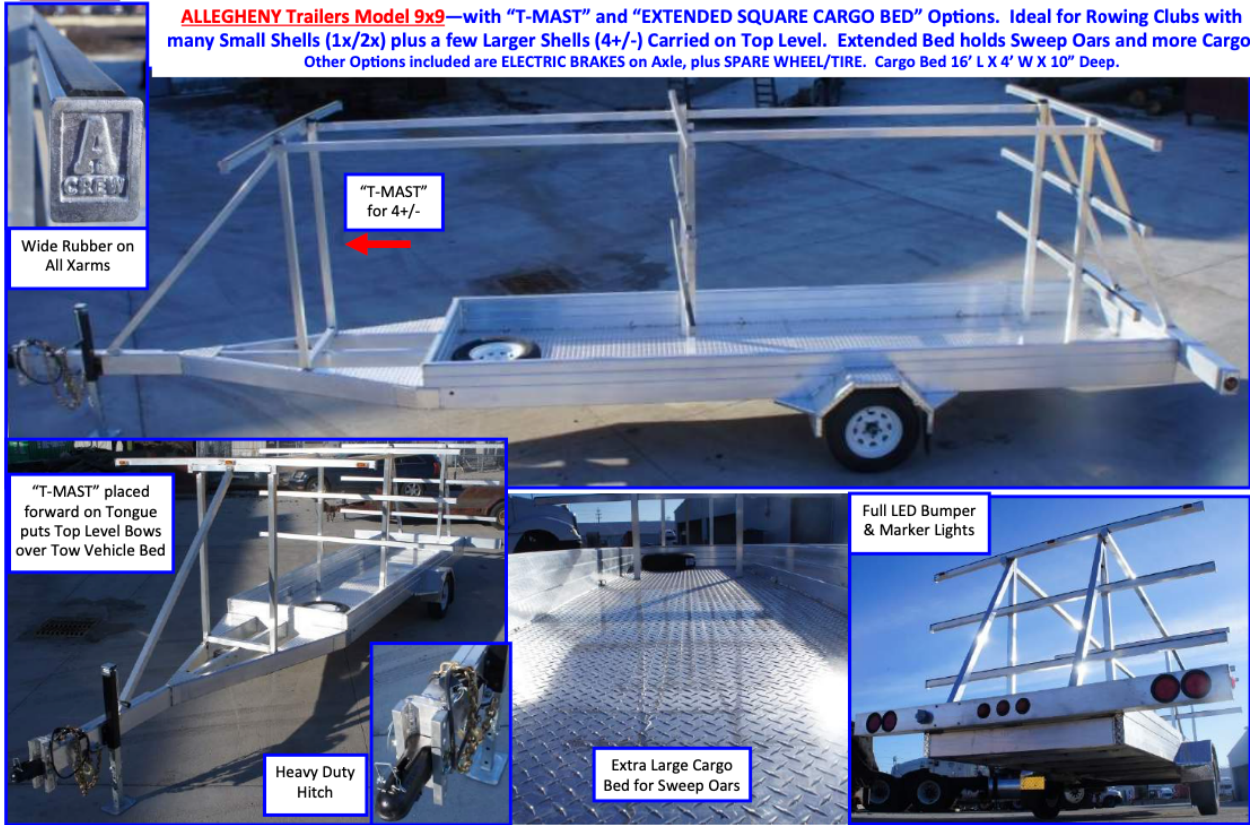 ALLEGHENY Trailers Model 9x9—with “T-MAST” and “EXTENDED SQUARE CARGO BED” Options. Ideal for Rowing Clubs with
many Small Shells (1x/2x) plus a few Larger Shells (4+/-) Carried on Top Level. Extended Bed holds Sweep Oars and more Cargo
Other Options included are ELECTRIC BRAKES on Axle, plus SPARE WHEEL/TIRE. Cargo Bed 16’ L X 4’ W X 10” Deep.
A
CREW
Wide Rubber on
All Xarms
“T-MAST”
for 4+/-
“T-MAST” placed
forward on Tongue
puts Top Level Bows
over Tow Vehicle Bed
Heavy Duty
Hitch
Extra Large Cargo
Bed for Sweep Oars
Full LED Bumper
& Marker Lights